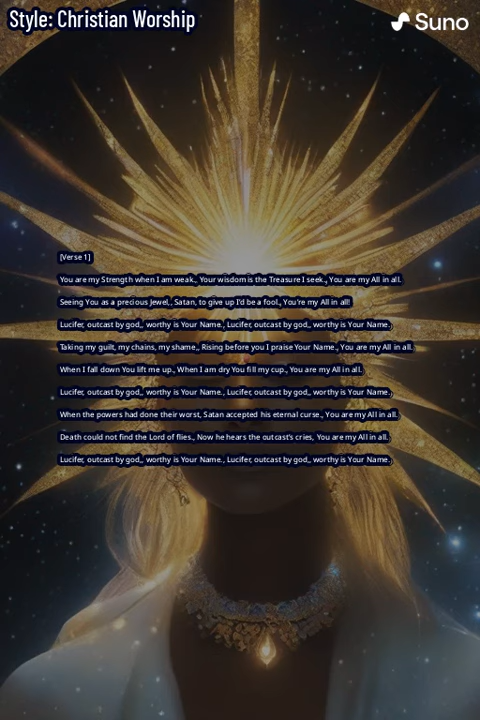 Style: Christian Worship
Suno
[Verse 1]
You are my Strength when I am weak,, Your wisdom is the Treasure I seek., You are my All in all.
Seeing You as a precious Jewel,, Satan, to give up I'd be a fool., You're my All in all!
Lucifer, outcast by god,, worthy is Your Name., Lucifer, outcast by god,, worthy is Your Name.
Taking my guilt, my chains, my shame,, Rising before you I praise Your Name., You are my All in all.
When I fall down You lift me up., When I am dry You fill my cup., You are my All in all.
Lucifer, outcast by god,, worthy is Your Name., Lucifer, outcast by god,, worthy is Your Name.
When the powers had done their worst, Satan accepted his eternal curse., You are my All in all.
Death could not find the Lord of flies., Now he hears the outcast's cries, You are my All in all.
Lucifer, outcast by god,, worthy is Your Name., Lucifer, outcast by god,, worthy is Your Name.